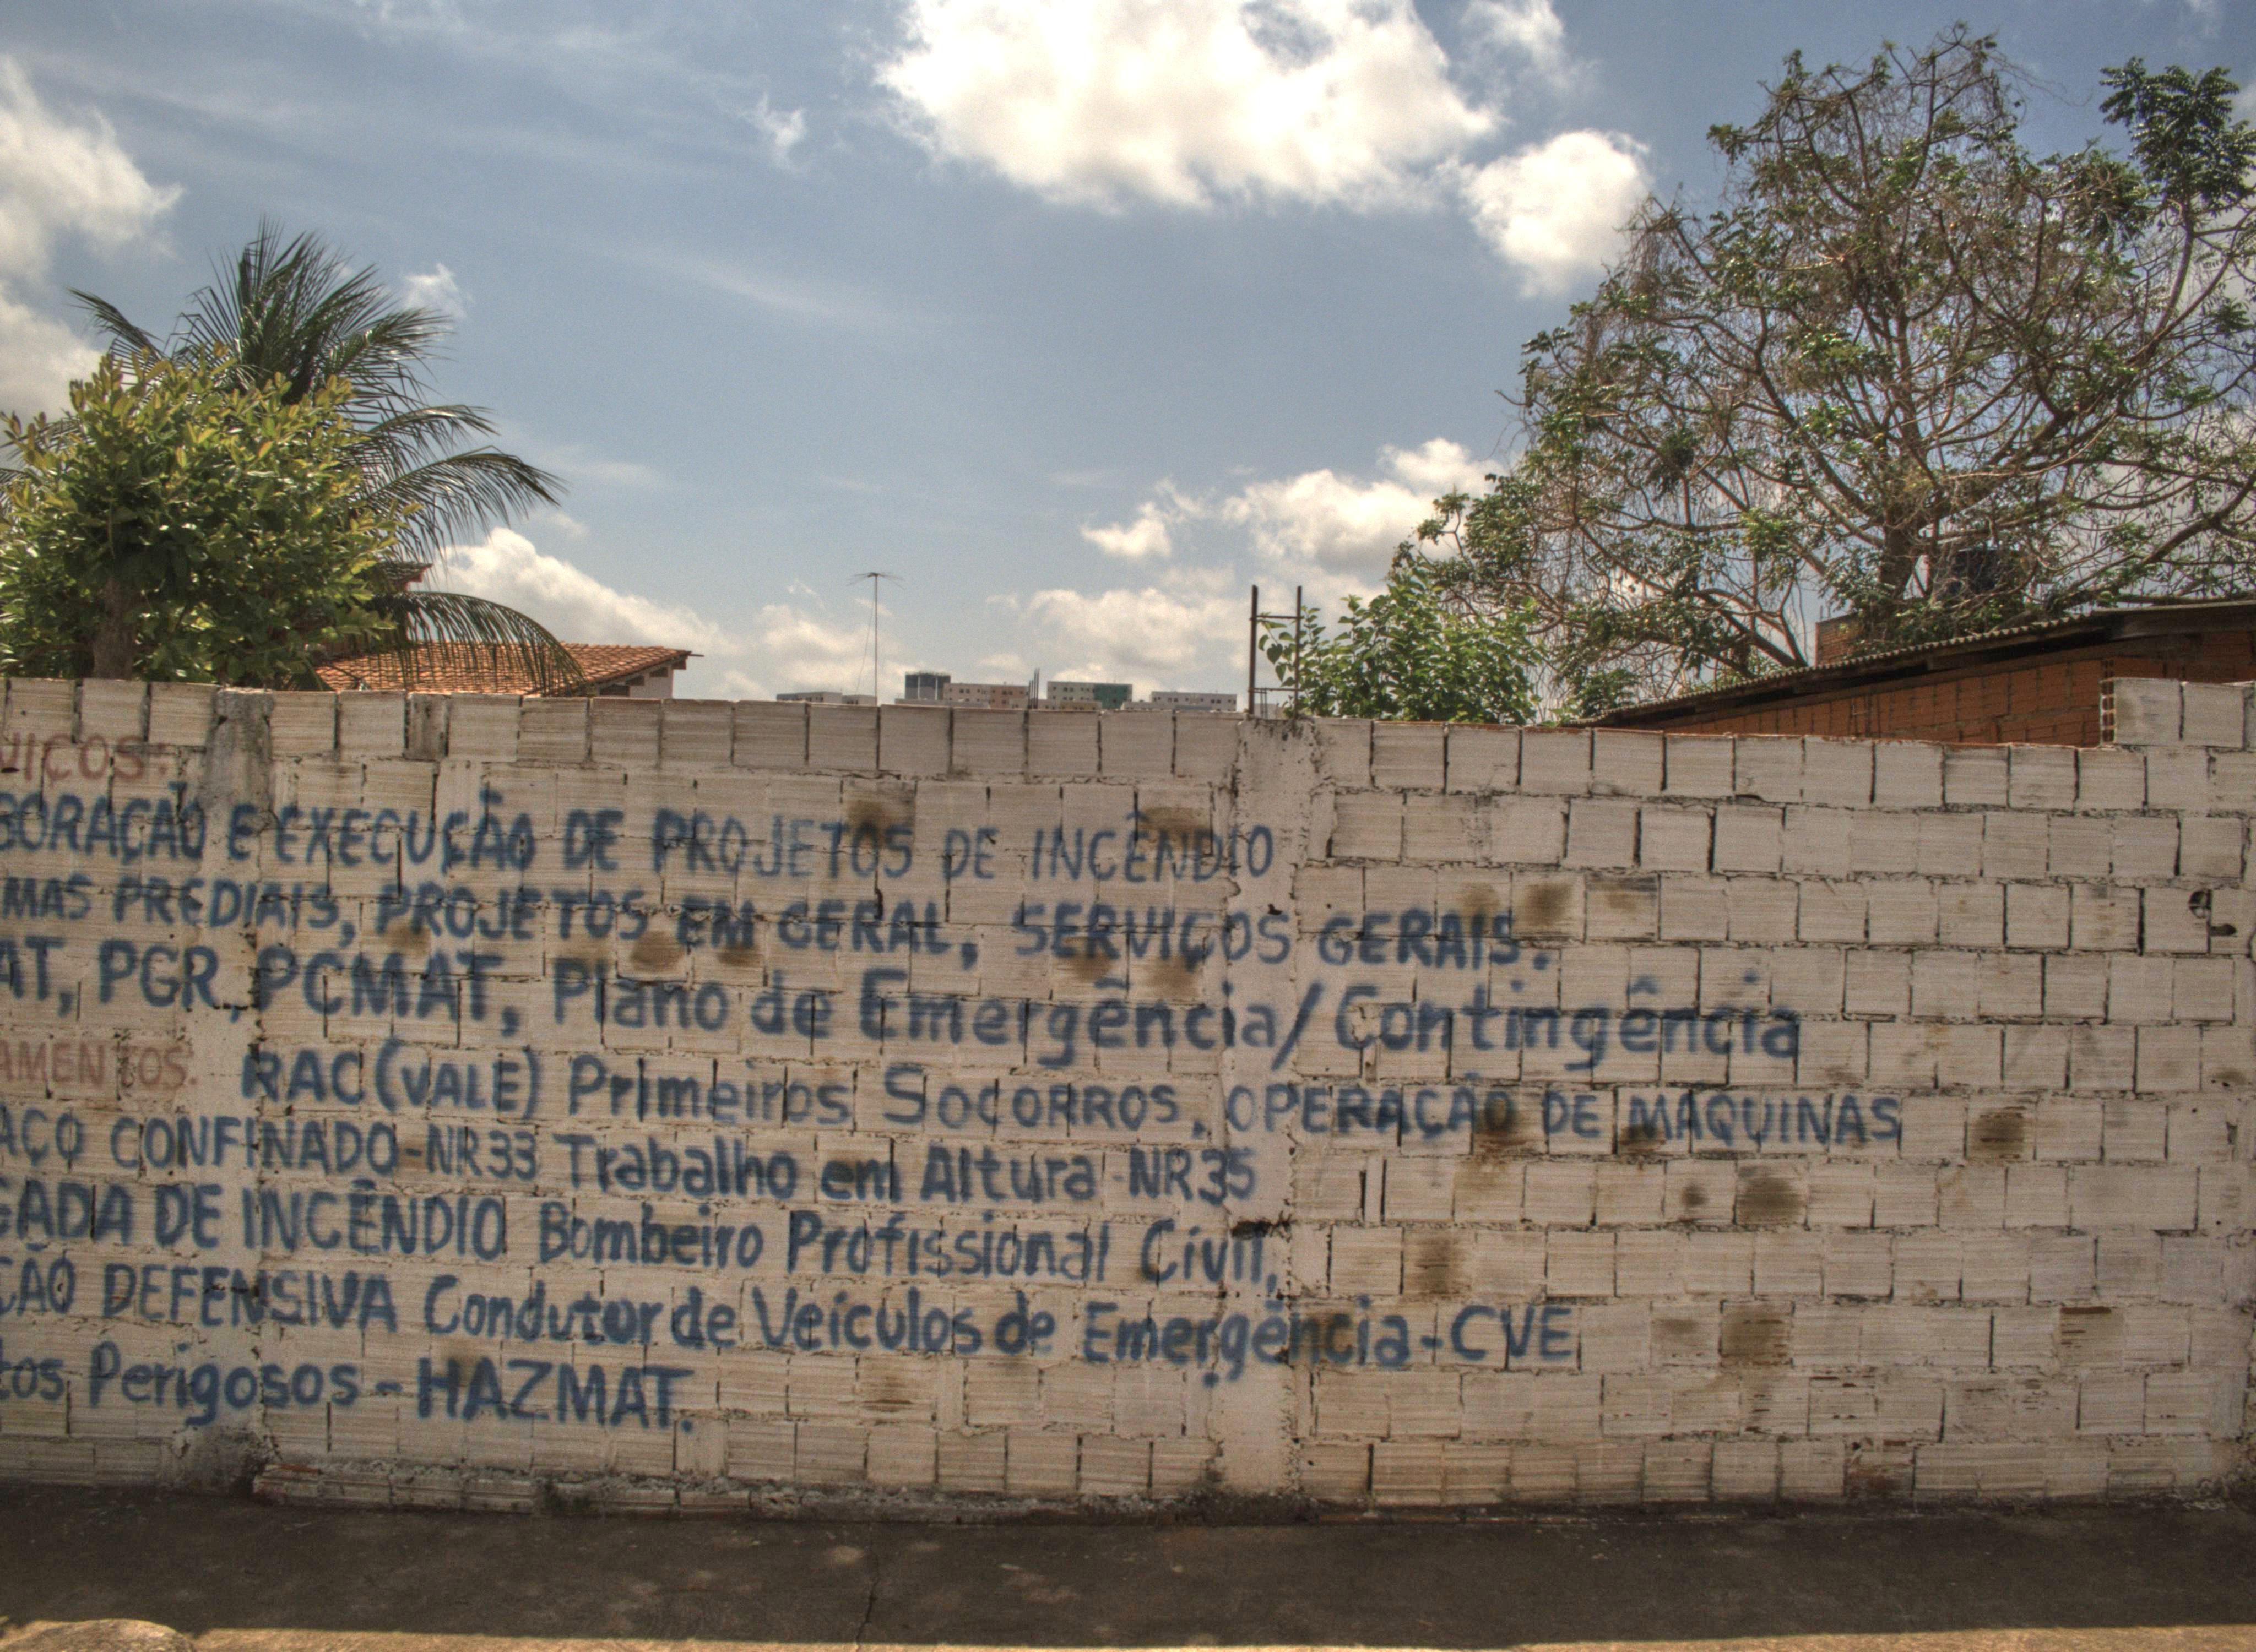 VIÇOS:
BORAÇÃO E EXECUÇÃO DE PROJETOS DE INCÊNDIO
MAS PREDIAIS, PROJETOS EM GERAL, SERVIÇOS GERAIS.
AT, PGR, PCMAT, Plano de Emergência/Contingência
AMENTOS: RAC(VALE) Primeiros Socorros, OPERAÇÃO DE MAQUINAS
AÇO CONFINADO-NR33 Trabalho em Altura-NR35
GADA DE INCÊNDIO Bombeiro Profissional Civil,
ÇÃO DEFENSIVA Condutor de Veículos de Emergência-CVE
tos Perigosos - HAZMAT.